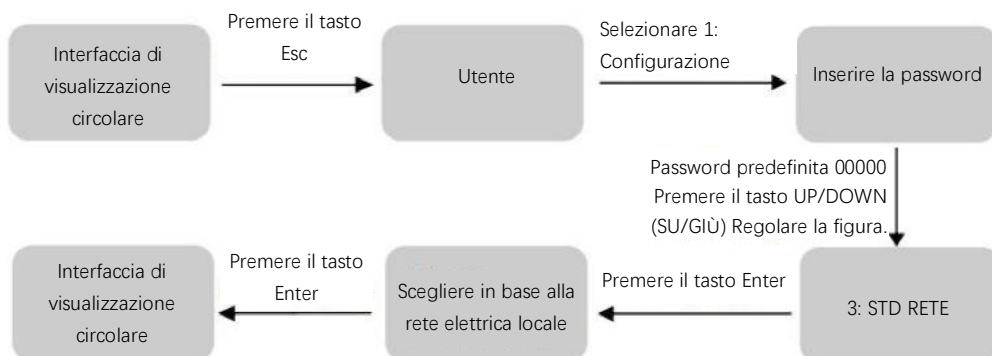 Interfaccia di
visualizzazione
circolare
Premere il tasto
Esc
Utente
Selezionare 1:
Configurazione
Inserire la password
Password predefinita 00000
Premere il tasto UP/DOWN
(SU/GIÙ) Regolare la figura.
3: STD RETE
Premere il tasto Enter
Scegliere in base alla
rete elettrica locale
Premere il tasto
Enter
Interfaccia di
visualizzazione
circolare